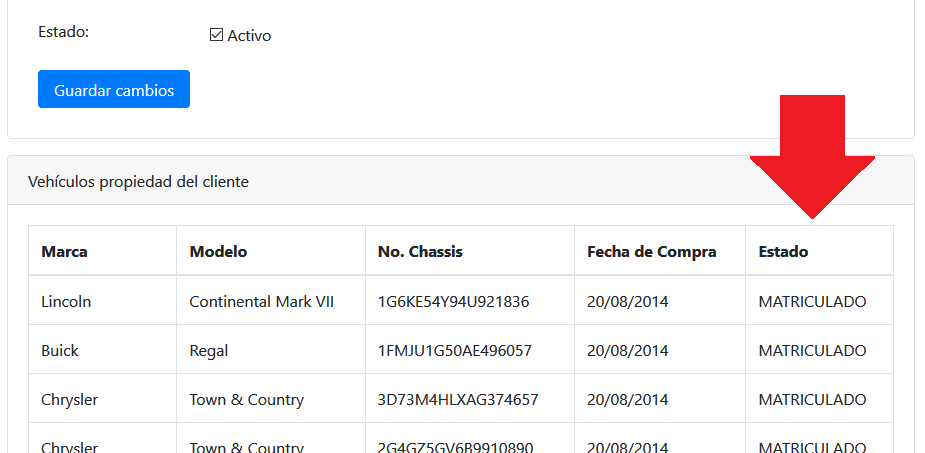 Estado: Activo
Guardar cambios
Vehículos propiedad del cliente
Marca Modelo No. Chassis Fecha de Compra Estado
Lincoln Continental Mark VII 1G6KE54Y94U921836 20/08/2014 MATRICULADO
Buick Regal 1FMJU1G50AE496057 20/08/2014 MATRICULADO
Chrysler Town & Country 3D73M4HLXAG374657 20/08/2014 MATRICULADO
Chrysler Town & Country 2G4GZ5GV6B9910890 20/08/2014 MATRICULADO